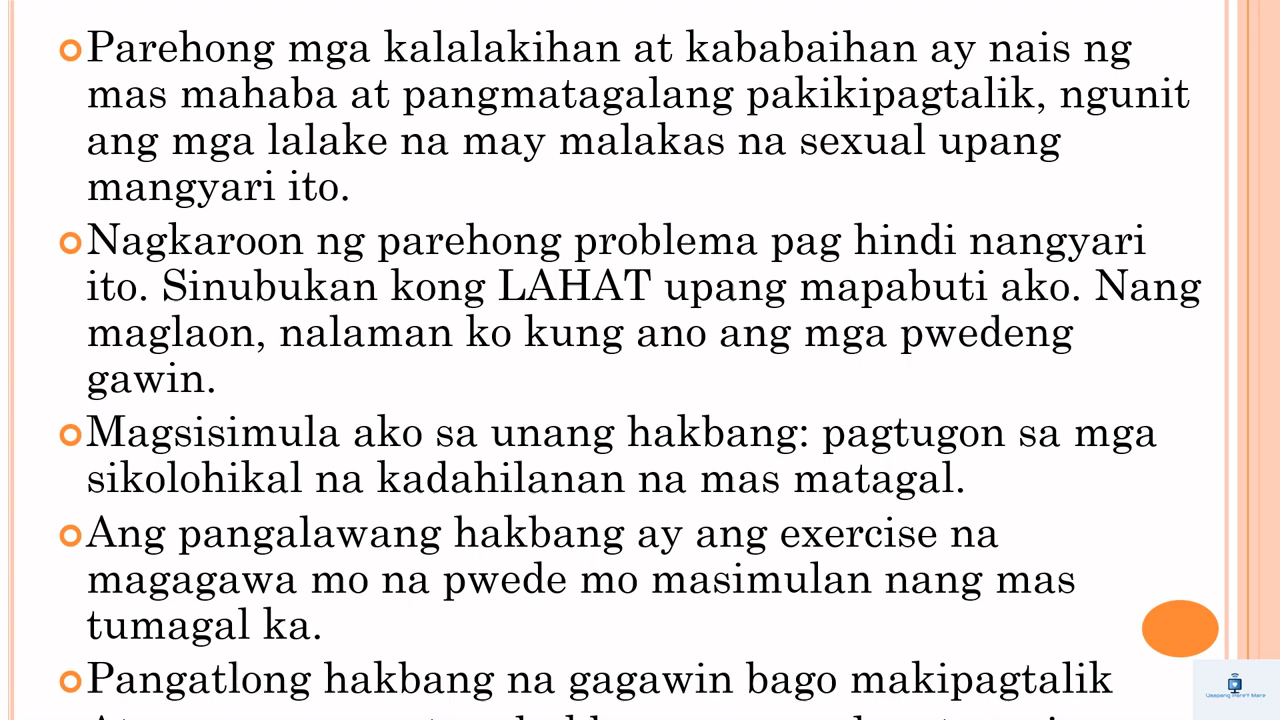 Parehong mga kalalakihan at kababaihan ay nais ng
mas mahaba at pangmatagalang pakikipagtalik, ngunit
ang mga lalake na may malakas na sexual upang
mangyari ito.
Nagkaroon ng parehong problema pag hindi nangyari
ito. Sinubukan kong LAHAT upang mapabuti ako. Nang
maglaon, nalaman ko kung ano ang mga pwedeng
gawin.
Magsisimula ako sa unang hakbang: pagtugon sa mga
sikolohikal na kadahilanan na mas matagal.
Ang pangalawang hakbang ay ang exercise na
magagawa mo na pwede mo masimulan nang mas
tumagal ka.
Pangatlong hakbang na gagawin bago makipagtalik